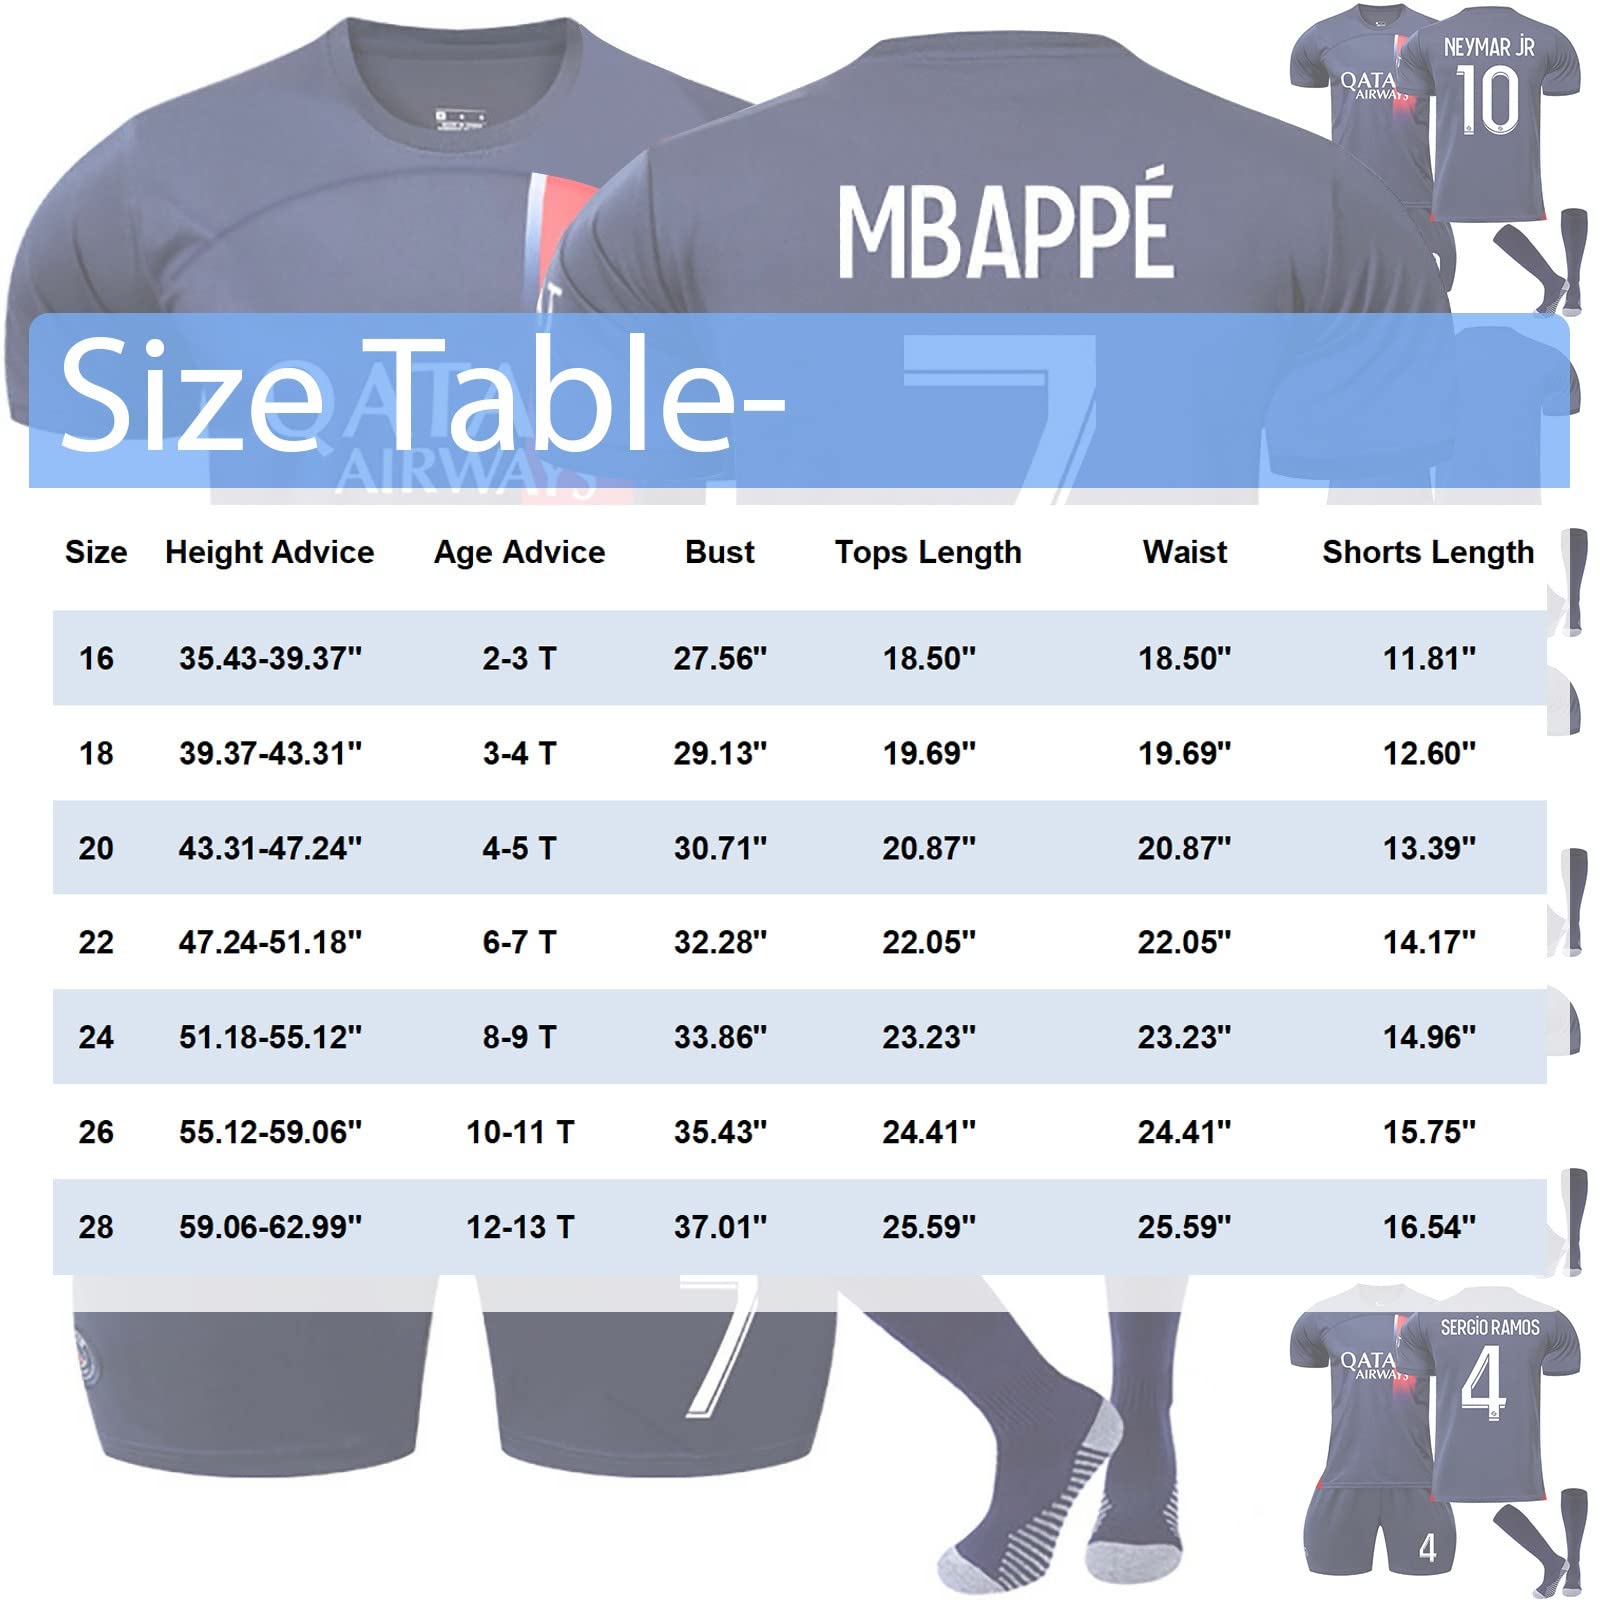 NEYMAR JR
10
QATA
AIRWAYS
MBAPPÉ
7
QATA
AIRWAYS
Size Table-
Size Height Advice Age Advice Bust Tops Length Waist Shorts Length
16 35.43-39.37" 2-3 T 27.56" 18.50" 18.50" 11.81"
18 39.37-43.31" 3-4 T 29.13" 19.69" 19.69" 12.60"
20 43.31-47.24" 4-5 T 30.71" 20.87" 20.87" 13.39"
22 47.24-51.18" 6-7 T 32.28" 22.05" 22.05" 14.17"
24 51.18-55.12" 8-9 T 33.86" 23.23" 23.23" 14.96"
26 55.12-59.06" 10-11 T 35.43" 24.41" 24.41" 15.75"
28 59.06-62.99" 12-13 T 37.01" 25.59" 25.59" 16.54"
7
SERGIO RAMOS
4
QATA
AIRWAYS
4